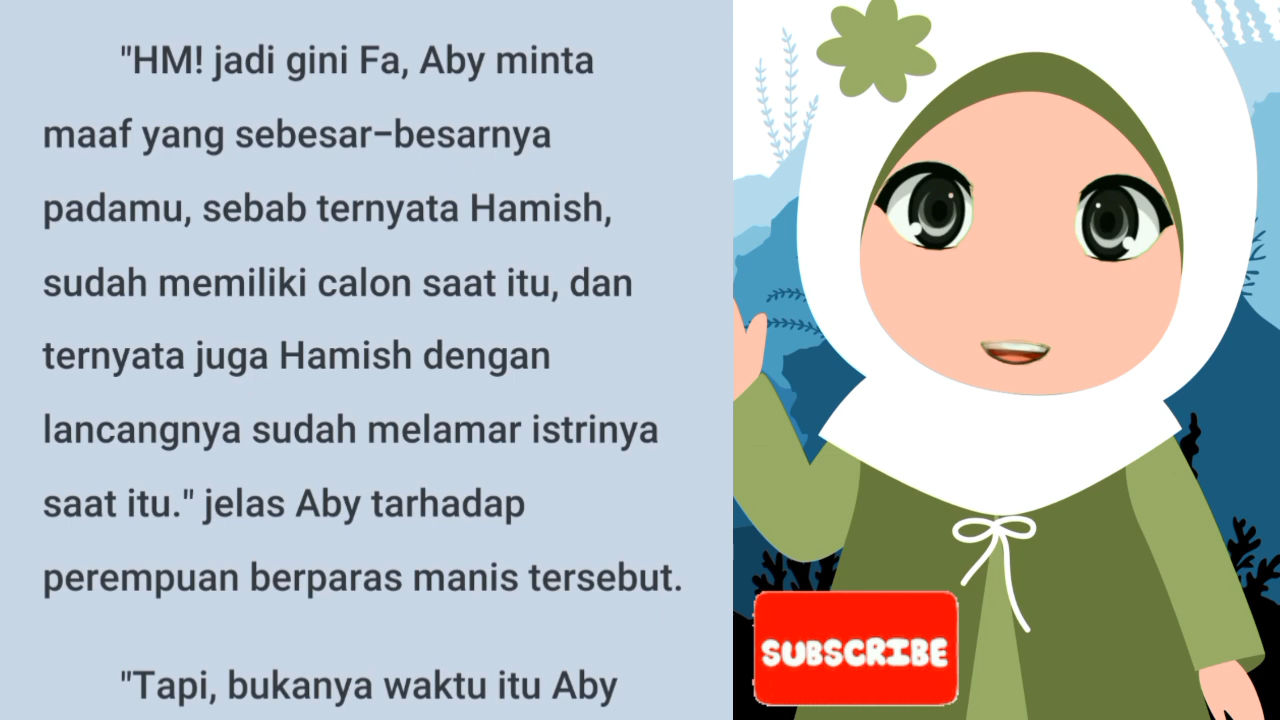 "HM! jadi gini Fa, Aby minta
maaf yang sebesar-besarnya
padamu, sebab ternyata Hamish,
sudah memiliki calon saat itu, dan
ternyata juga Hamish dengan
lancangnya sudah melamar istrinya
saat itu." jelas Aby tarhadap
perempuan berparas manis tersebut.
"Tapi, bukanya waktu itu Aby
SUBSCRIBE